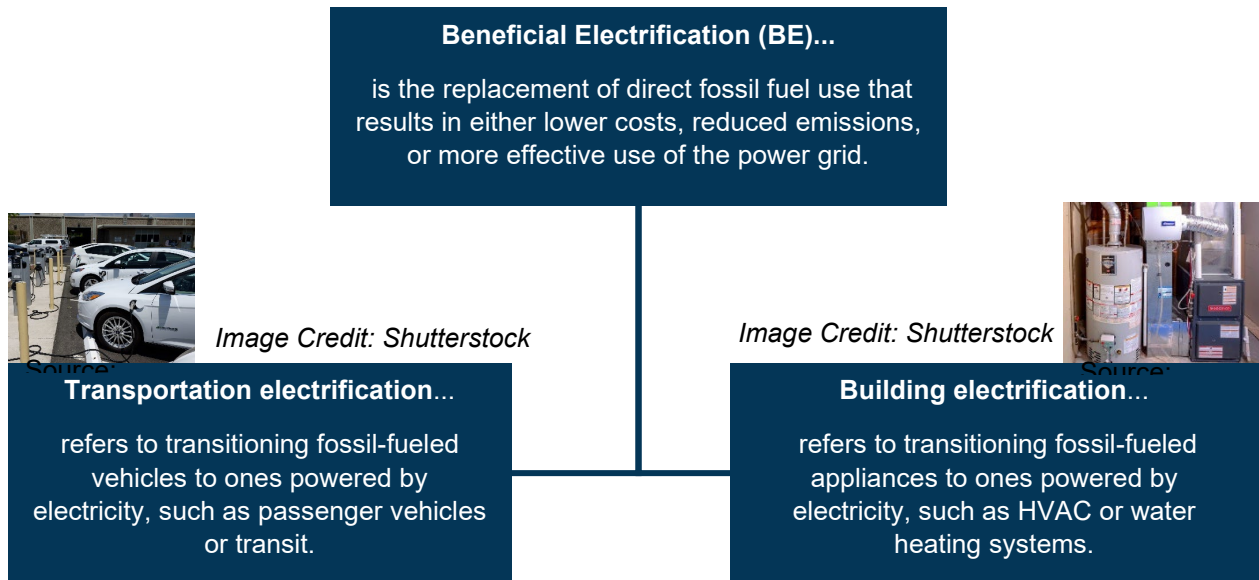 Beneficial Electrification (BE)...
is the replacement of direct fossil fuel use that
results in either lower costs, reduced emissions,
or more effective use of the power grid.
Image Credit: Shutterstock
Image Credit: Shutterstock
Source:
Source:
Transportation electrification...
refers to transitioning fossil-fueled
vehicles to ones powered by
electricity, such as passenger vehicles
or transit.
Building electrification...
refers to transitioning fossil-fueled
appliances to ones powered by
electricity, such as HVAC or water
heating systems.